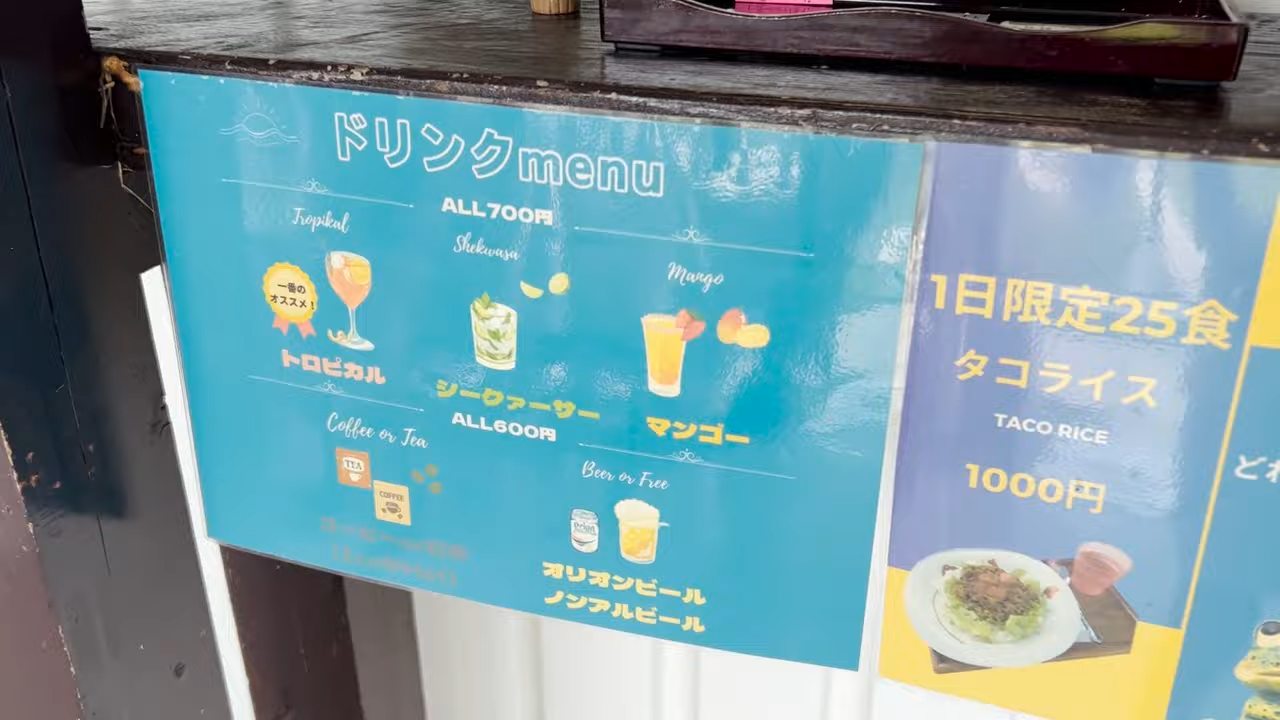 ドリンクmenu
ALL700円
Tropikal
一番の
オススメ!
トロピカル
Shekwasa
シークァーサー
Mango
マンゴー
ALL600円
Coffee or Tea
TEA
COFFEE
Beer or Free
Orion
オリオンビール
ノンアルビール
1日限定25食
タコライス
TACO RICE
1000円